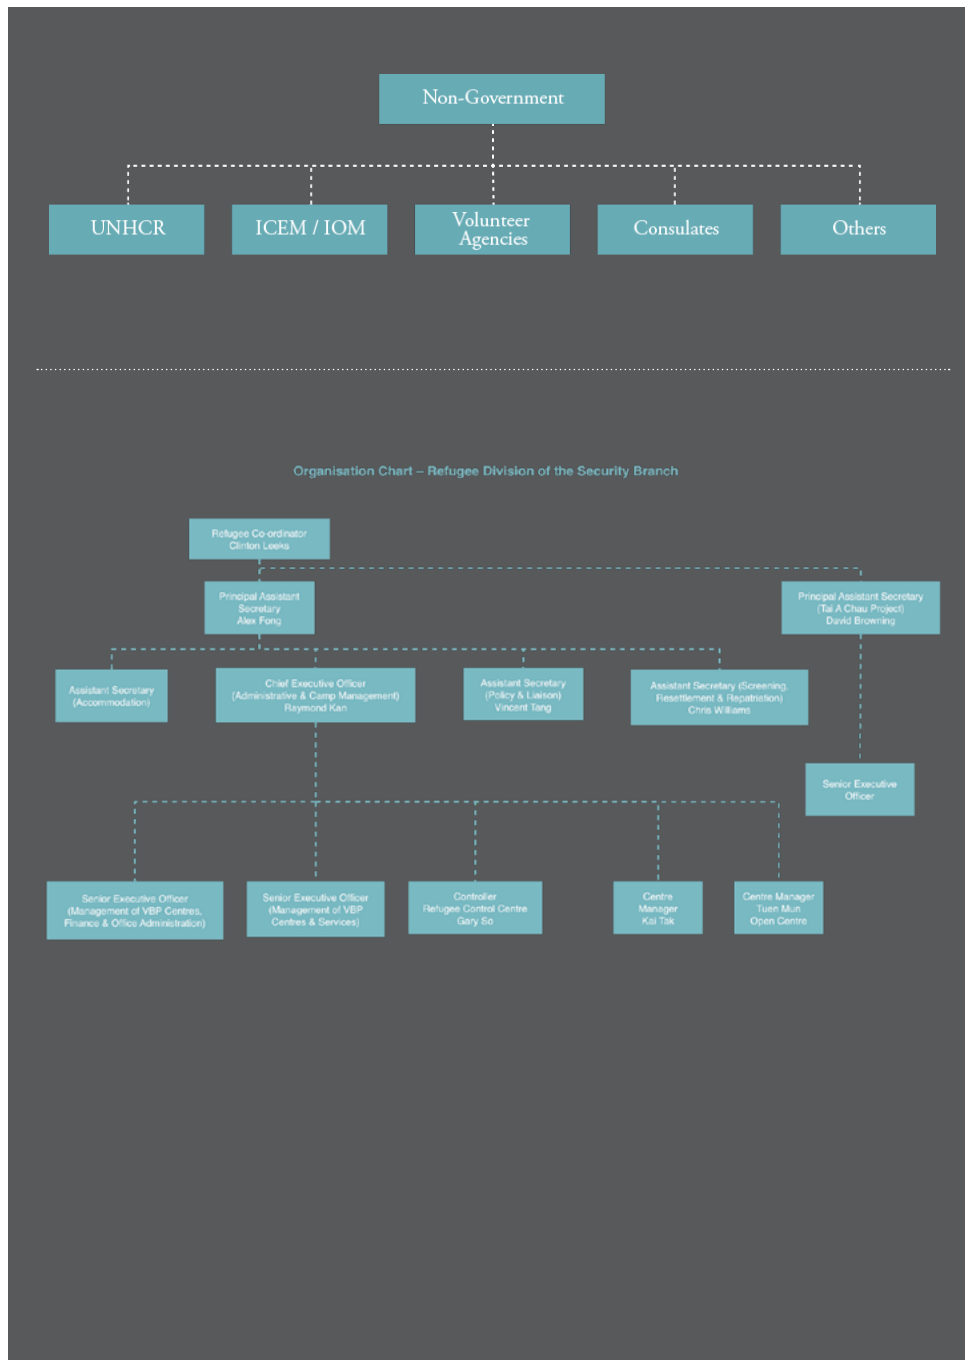 Non-Government
UNHCR
ICEM / IOM
Volunteer
Agencies
Consulates
Others
Organisation Chart – Refugee Division of the Security Branch
Refugee Co-ordinator
Clinton Leeks
Principal Assistant
Secretary
Alex Fong
Principal Assistant Secretary
(Tai A Chau Project)
David Browning
Assistant Secretary
(Accommodation)
Chief Executive Officer
(Administrative & Camp Management)
Raymond Kan
Assistant Secretary
(Policy & Liaison)
Vincent Tang
Assistant Secretary (Screening,
Resettlement & Repatriation)
Chris Williams
Senior Executive
Officer
Senior Executive Officer
(Management of VBP Centres,
Finance & Office Administration)
Senior Executive Officer
(Management of VBP
Centres & Services)
Controller
Refugee Control Centre
Gary So
Centre
Manager
Kai Tak
Centre Manager
Tuen Mun
Open Centre